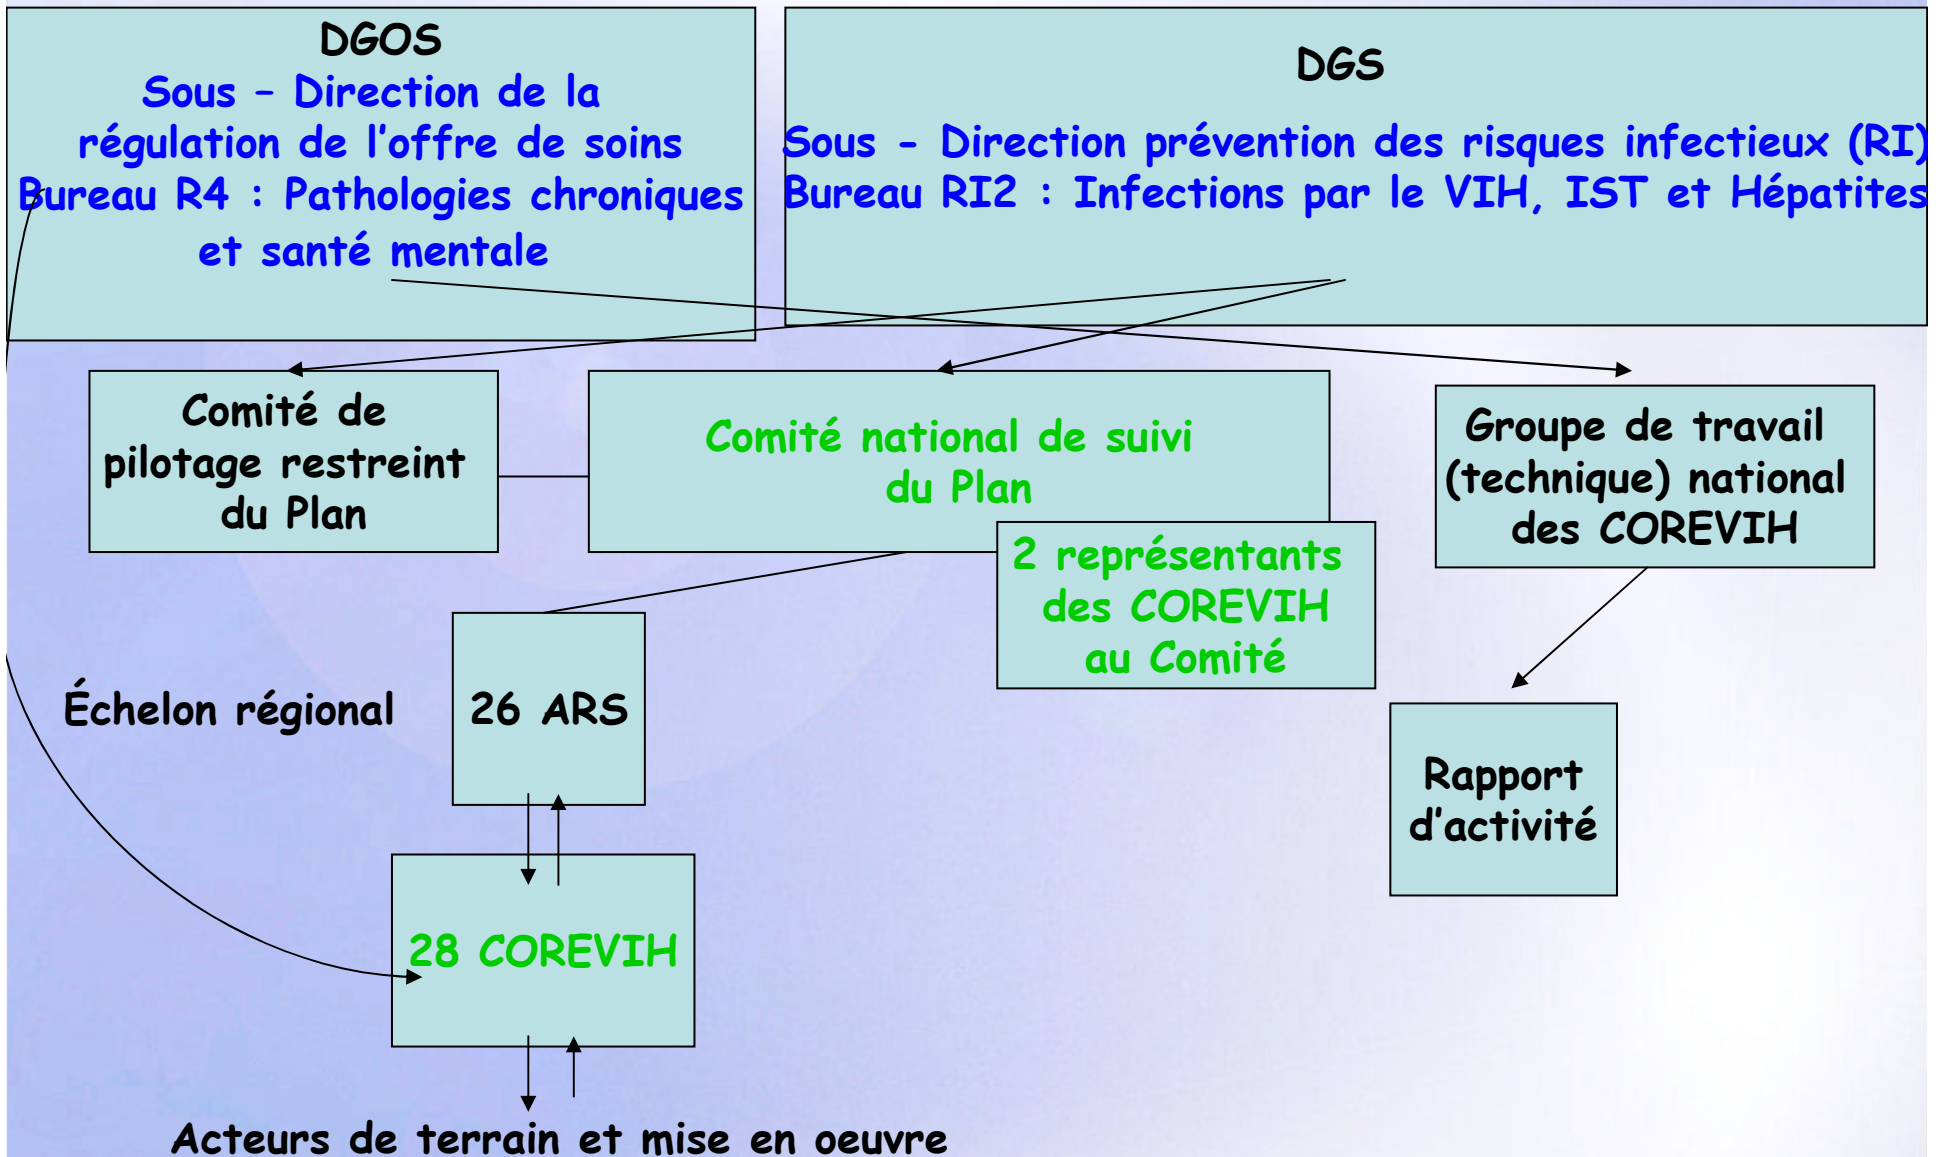 DGOS
Sous – Direction de la
régulation de l'offre de soins
Bureau R4 : Pathologies chroniques
et santé mentale
DGS
Sous - Direction prévention des risques infectieux (RI)
Bureau RI2 : Infections par le VIH, IST et Hépatites
Comité de
pilotage restreint
du Plan
Comité national de suivi
du Plan
2 représentants
des COREVIH
au Comité
Groupe de travail
(technique) national
des COREVIH
Échelon régional
26 ARS
Rapport
d'activité
28 COREVIH
Acteurs de terrain et mise en oeuvre